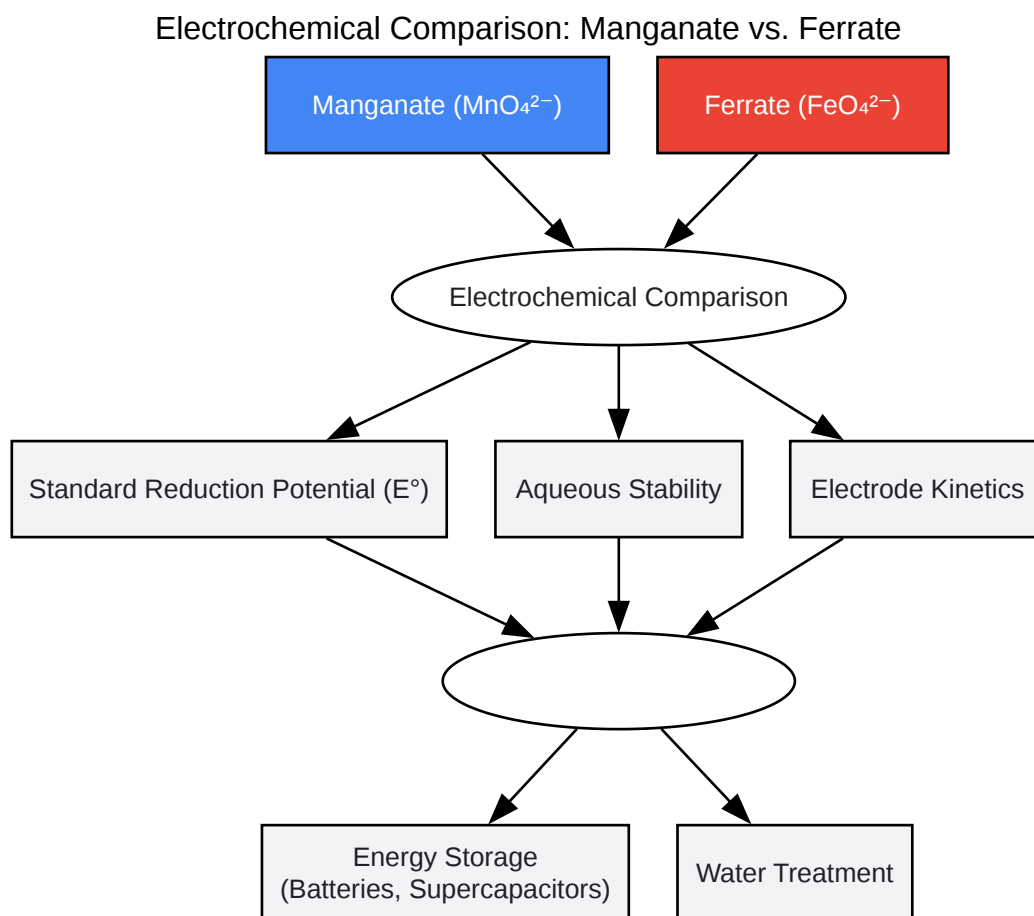 Electrochemical Comparison: Manganate vs. Ferrate
Manganate (MnO₄²⁻)
Ferrate (FeO₄²⁻)
Electrochemical Comparison
Standard Reduction Potential (E°)
Aqueous Stability
Electrode Kinetics
Energy Storage
(Batteries, Supercapacitors)
Water Treatment